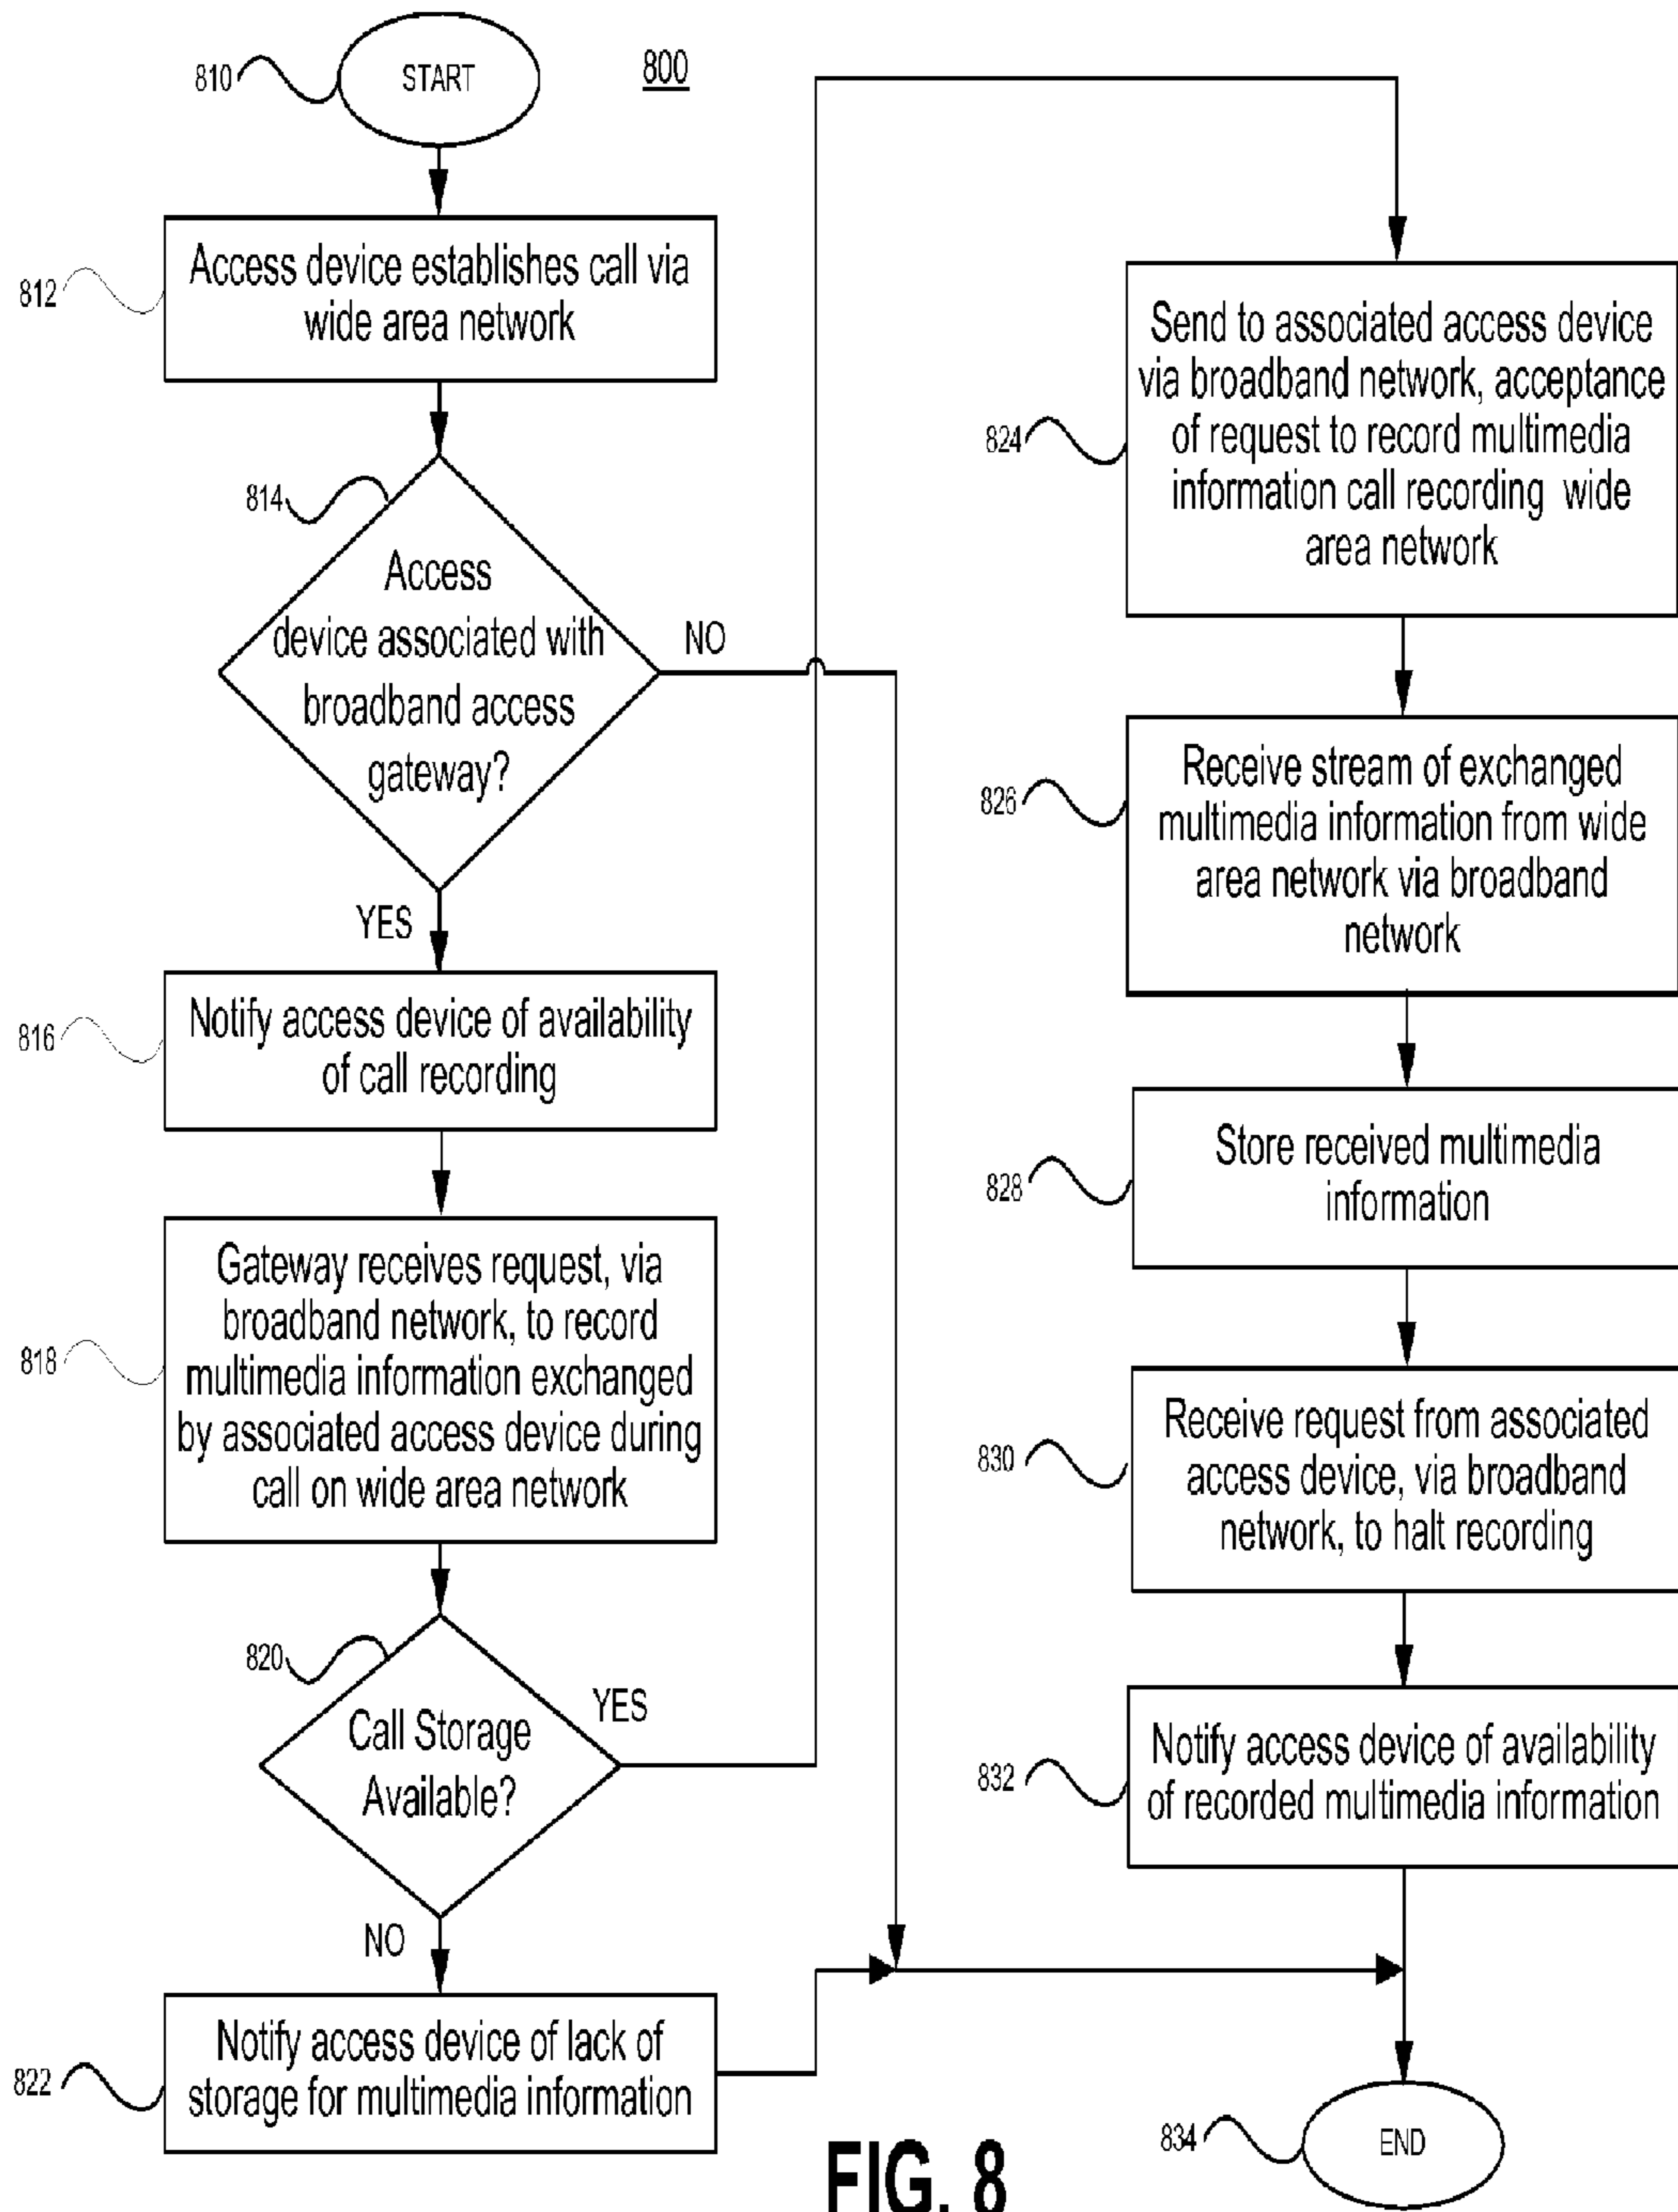 810
START
800
812
Access device establishes call via
wide area network
814
Access
device associated with
broadband access
gateway?
NO
YES
816
Notify access device of availability
of call recording
818
Gateway receives request, via
broadband network, to record
multimedia information exchanged
by associated access device during
call on wide area network
820
Call Storage
Available?
YES
NO
822
Notify access device of lack of
storage for multimedia information
824
Send to associated access device
via broadband network, acceptance
of request to record multimedia
information call recording wide
area network
826
Receive stream of exchanged
multimedia information from wide
area network via broadband
network
828
Store received multimedia
information
830
Receive request from associated
access device, via broadband
network, to halt recording
832
Notify access device of availability
of recorded multimedia information
834
END
FIG. 8